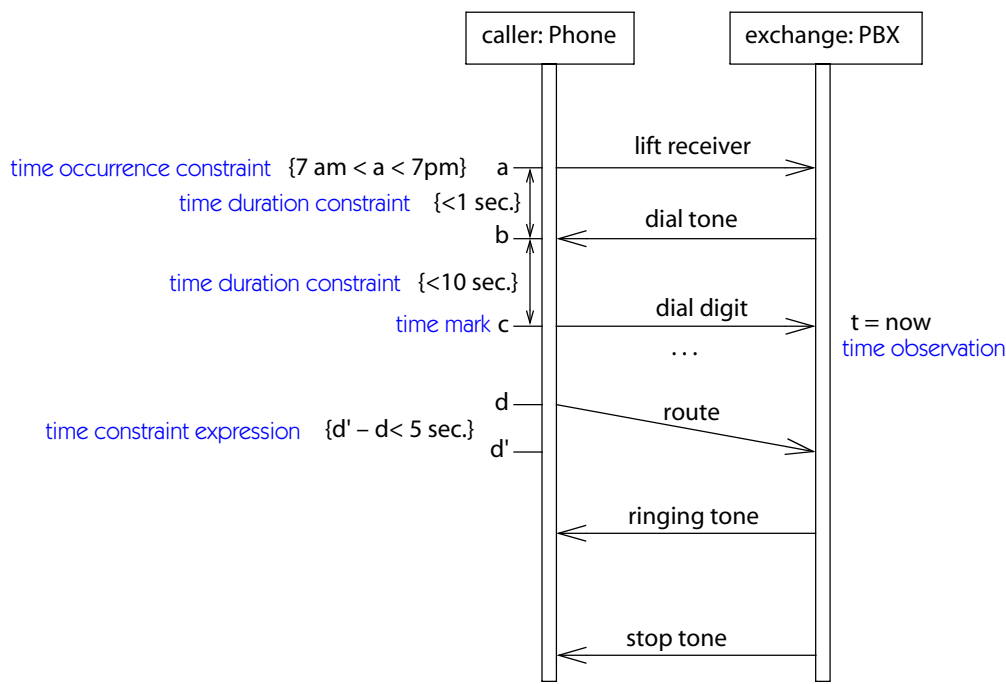 caller: Phone
exchange: PBX
lift receiver
time occurrence constraint {7 am < a < 7pm} a
time duration constraint {<1 sec.}
dial tone
b
time duration constraint {<10 sec.}
dial digit
time mark c
t = now
time observation
. . .
d
route
time constraint expression {d' – d< 5 sec.}
d'
ringing tone
stop tone